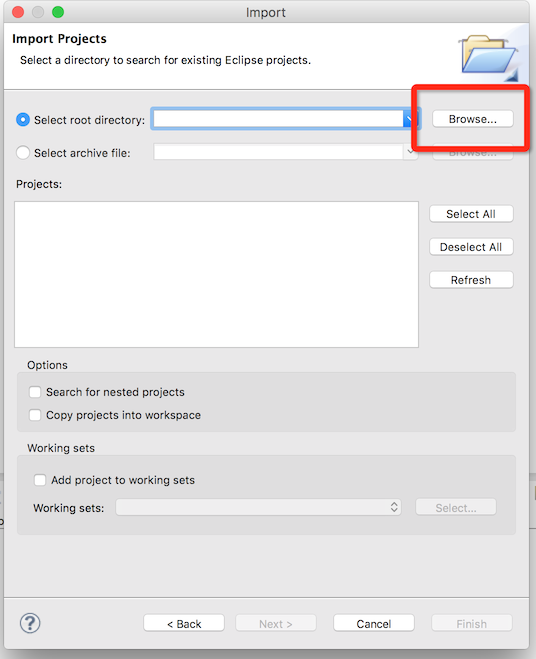 Import
Import Projects
Select a directory to search for existing Eclipse projects.
Select root directory:
Browse...
Select archive file:
Browse...
Projects:
Select All
Deselect All
Refresh
Options
Search for nested projects
Copy projects into workspace
Working sets
Add project to working sets
Working sets:
Select...
?
< Back
Next >
Cancel
Finish